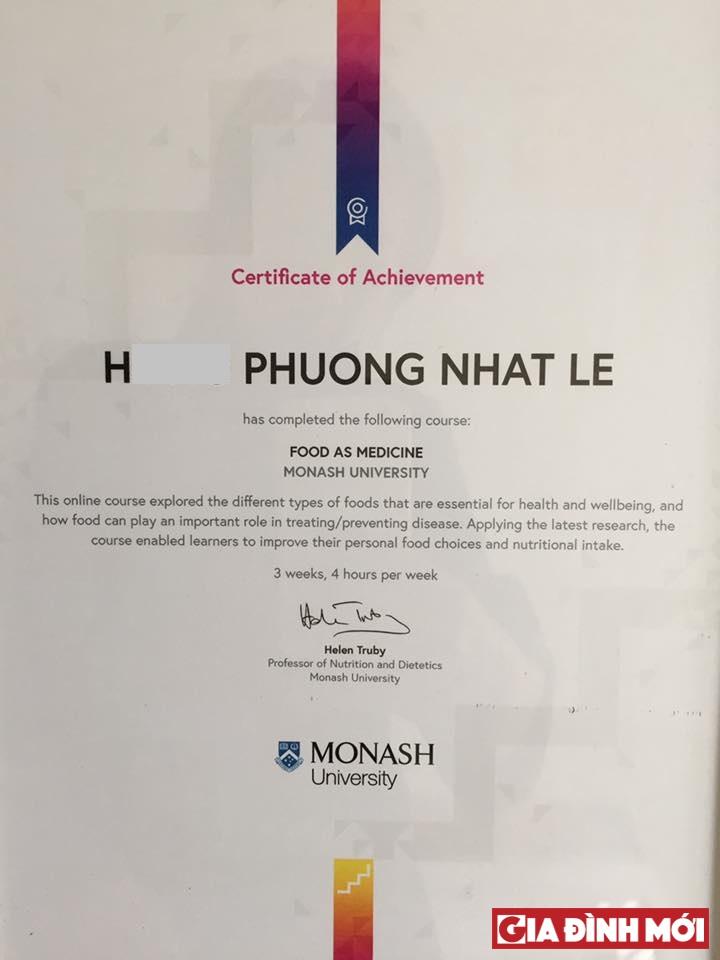 Certificate of Achievement
H PHUONG NHAT LE
has completed the following course:
FOOD AS MEDICINE
MONASH UNIVERSITY
This online course explored the different types of foods that are essential for health and wellbeing, and
how food can play an important role in treating/preventing disease. Applying the latest research, the
course enabled learners to improve their personal food choices and nutritional intake.
3 weeks, 4 hours per week
Helen Truby
Helen Truby
Professor of Nutrition and Dietetics
Monash University
MONASH
University
GIA ĐÌNH MỚI